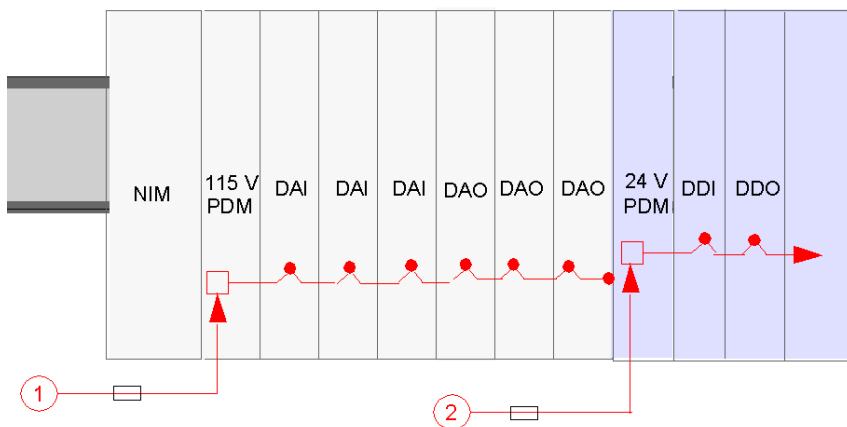 NIM
115 V
PDM
DAI
DAI
DAI
DAO
DAO
DAO
24 V
PDM
DDI
DDO
1
2